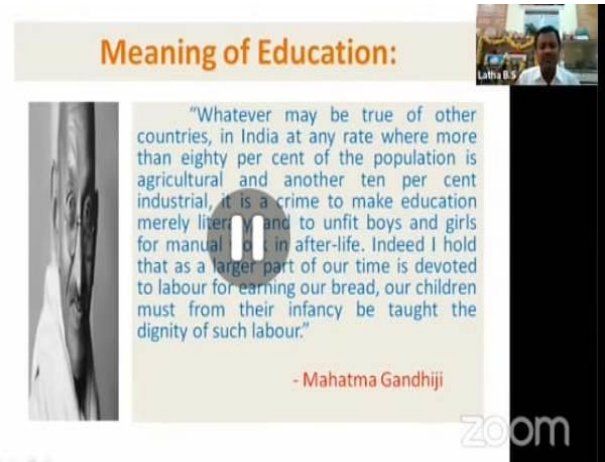 Meaning of Education:
Latha B.S
"Whatever may be true of other
countries, in India at any rate where more
than eighty per cent of the population is
agricultural and another ten per cent
industrial, it is a crime to make education
merely literary and to unfit boys and girls
for manual work in after-life. Indeed I hold
that as a larger part of our time is devoted
to labour for earning our bread, our children
must from their infancy be taught the
dignity of such labour."
- Mahatma Gandhiji
zoom